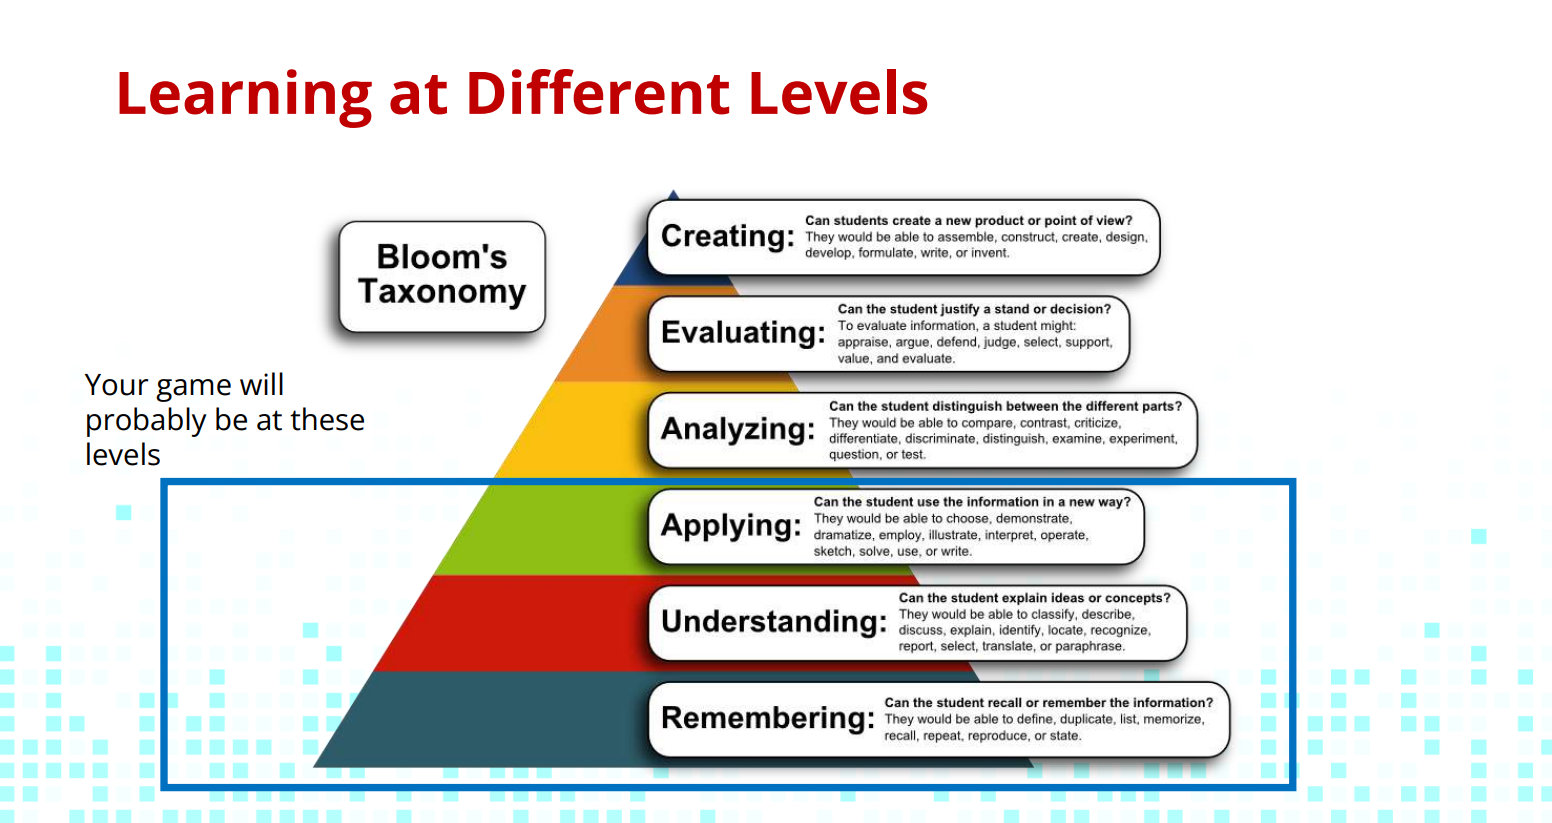 Learning at Different Levels
Bloom's
Taxonomy
Creating:
Can students create a new product or point of view?
They would be able to assemble, construct, create, design,
develop, formulate, write, or invent.
Evaluating:
Can the student justify a stand or decision?
To evaluate information, a student might:
appraise, argue, defend, judge, select, support,
value, and evaluate.
Your game will
probably be at these
levels
Analyzing:
Can the student distinguish between the different parts?
They would be able to compare, contrast, criticize,
differentiate, discriminate, distinguish, examine, experiment,
question, or test.
Applying:
Can the student use the information in a new way?
They would be able to choose, demonstrate,
dramatize, employ, illustrate, interpret, operate,
sketch, solve, use, or write.
Understanding:
Can the student explain ideas or concepts?
They would be able to classify, describe,
discuss, explain, identify, locate, recognize,
report, select, translate, or paraphrase.
Remembering:
Can the student recall or remember the information?
They would be able to define, duplicate, list, memorize,
recall, repeat, reproduce, or state.